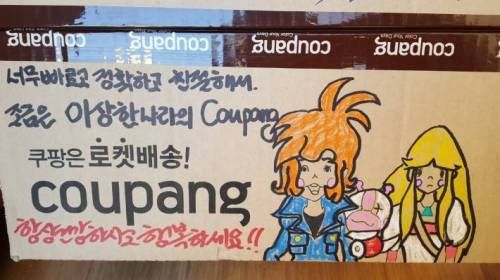 coupang coupang coupang
coupang coupang coupang
너무빠르고 정확하고 친절해서.
조금은 이상한나라의 Coupang
쿠팡은 로켓배송!
coupang
항상건강하시고 행복하세요!!